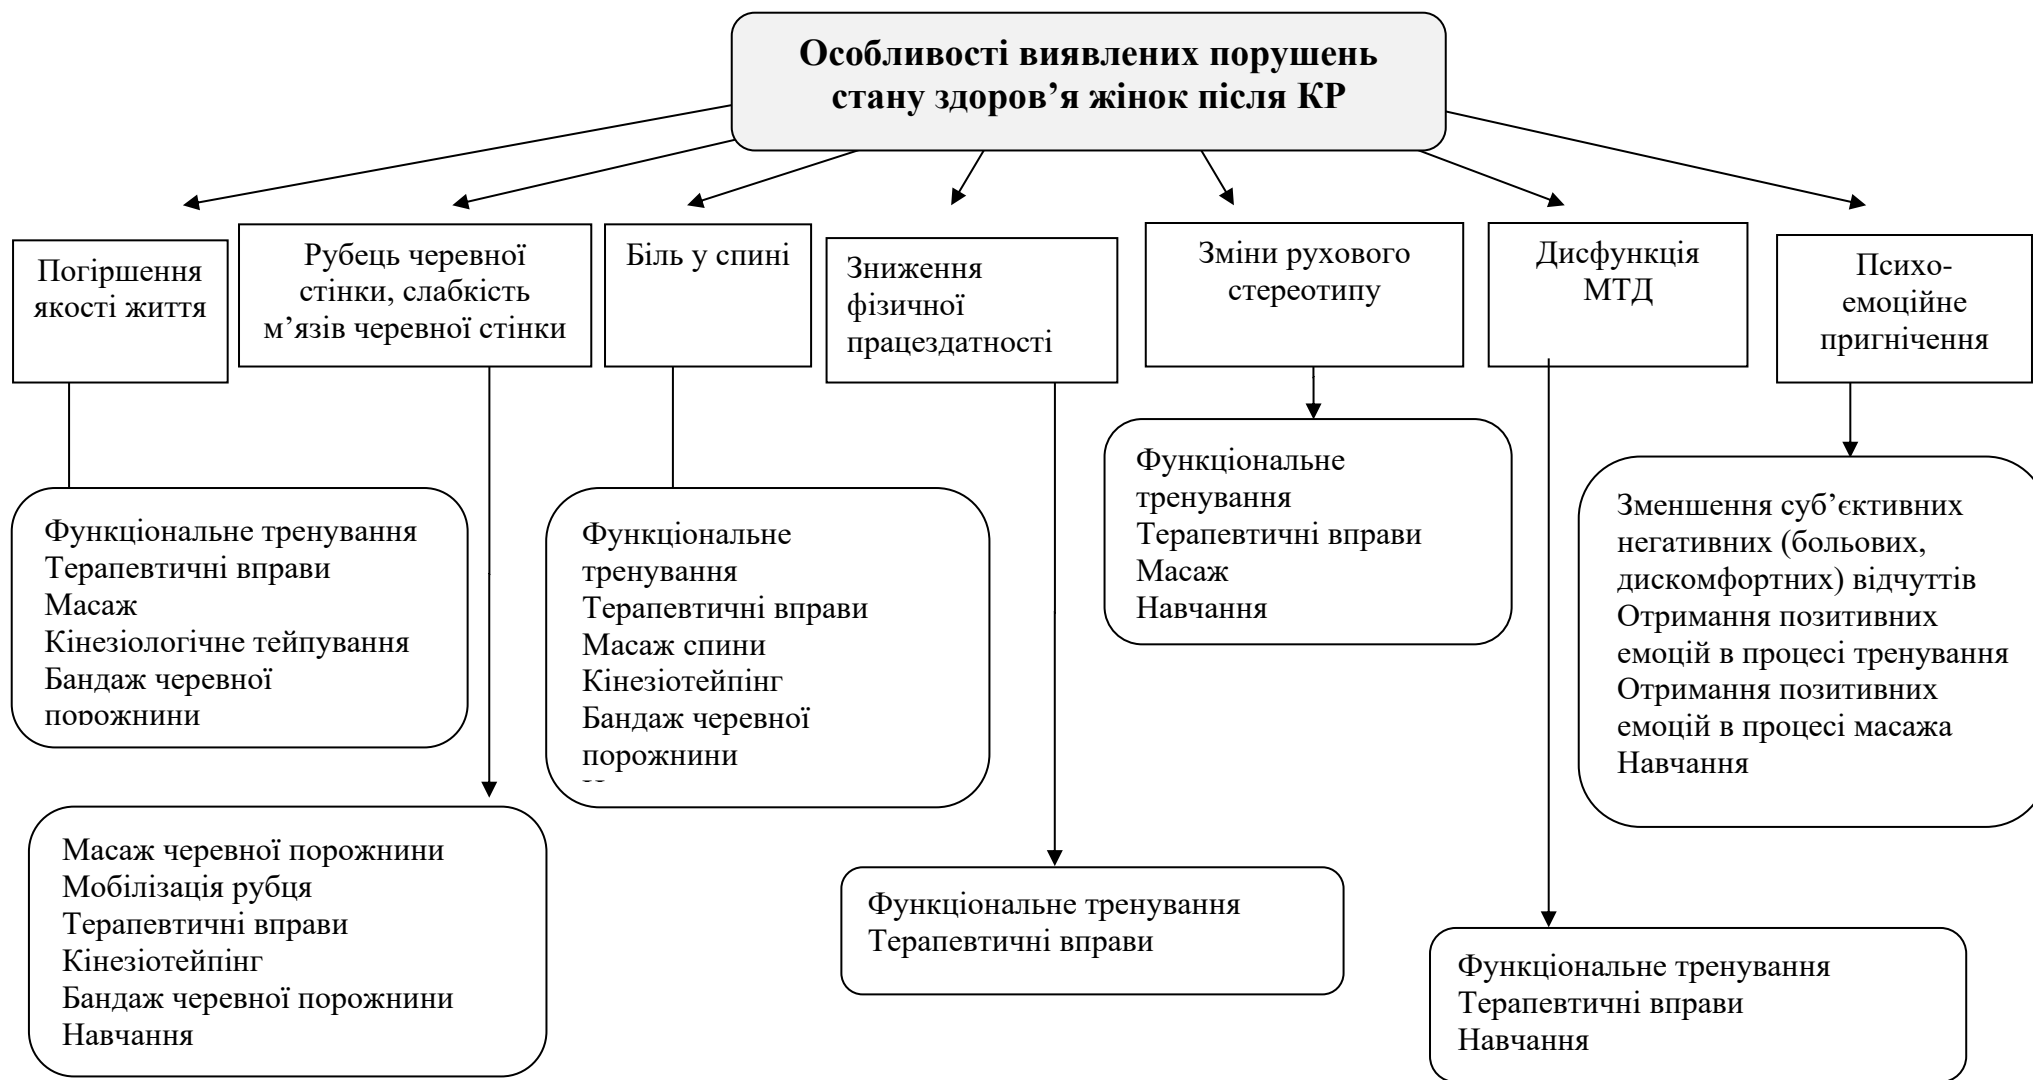 Особливості виявлених порушень
стану здоров’я жінок після КР
Погіршення
якості життя
Рубець черевної
стінки, слабкість
м’язів черевної стінки
Біль у спині
Зниження
фізичної
працездатності
Зміни рухового
стереотипу
Дисфункція
МТД
Психо-
емоційне
пригнічення
Функціональне тренування
Терапевтичні вправи
Масаж
Кінезіологічне тейпування
Бандаж черевної
порожнини
Масаж черевної порожнини
Мобілізація рубця
Терапевтичні вправи
Кінезіотейпінг
Бандаж черевної порожнини
Навчання
Функціональне
тренування
Терапевтичні вправи
Масаж спини
Кінезіотейпінг
Бандаж черевної
порожнини
Функціональне тренування
Терапевтичні вправи
Функціональне
тренування
Терапевтичні вправи
Масаж
Навчання
Функціональне тренування
Терапевтичні вправи
Навчання
Зменшення суб’єктивних
негативних (больових,
дискомфортних) відчуттів
Отримання позитивних
емоцій в процесі тренування
Отримання позитивних
емоцій в процесі масажа
Навчання